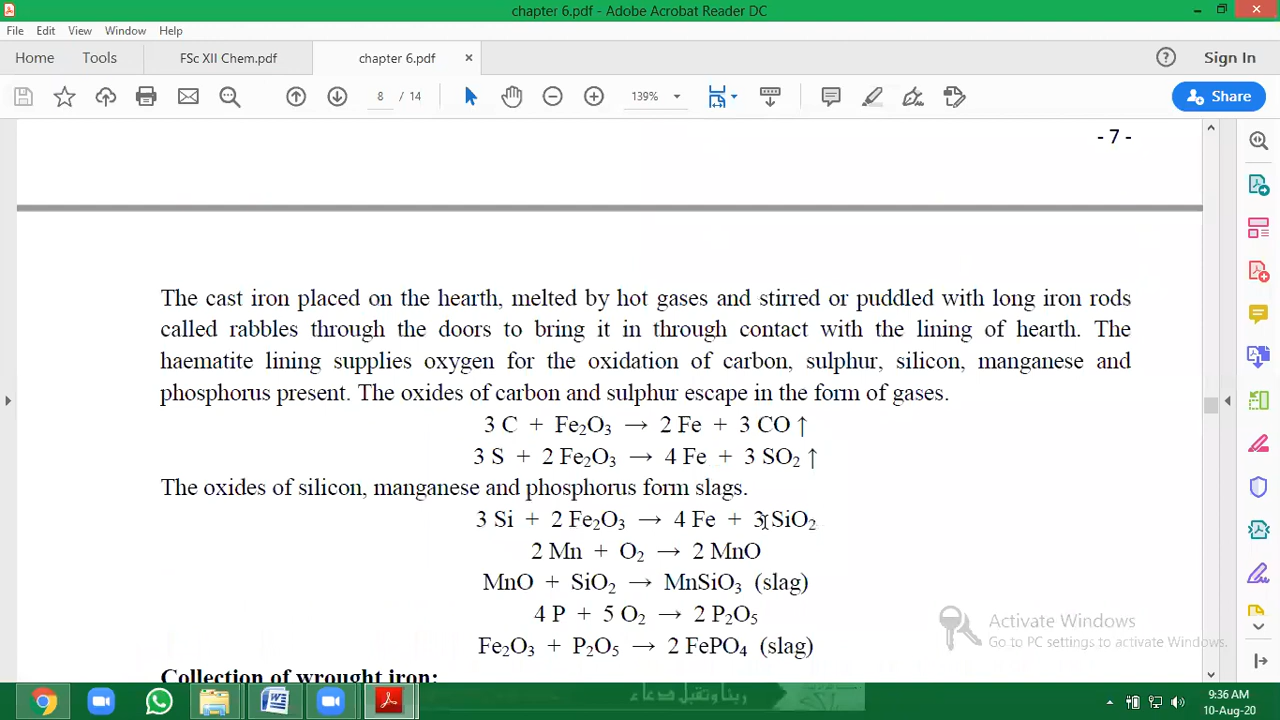 chapter 6.pdf - Adobe Acrobat Reader DC
File Edit View Window Help
Home Tools FSc XII Chem.pdf chapter 6.pdf × Sign In
8 / 14 139% Share
- 7 -
The cast iron placed on the hearth, melted by hot gases and stirred or puddled with long iron rods
called rabbles through the doors to bring it in through contact with the lining of hearth. The
haematite lining supplies oxygen for the oxidation of carbon, sulphur, silicon, manganese and
phosphorus present. The oxides of carbon and sulphur escape in the form of gases.
3 C + Fe₂O₃ → 2 Fe + 3 CO ↑
3 S + 2 Fe₂O₃ → 4 Fe + 3 SO₂ ↑
The oxides of silicon, manganese and phosphorus form slags.
3 Si + 2 Fe₂O₃ → 4 Fe + 3 SiO₂
2 Mn + O₂ → 2 MnO
MnO + SiO₂ → MnSiO₃ (slag)
4 P + 5 O₂ → 2 P₂O₅
Fe₂O₃ + P₂O₅ → 2 FePO₄ (slag)
Collection of wrought iron:
Activate Windows
Go to PC settings to activate Windows.
ربنا وتقبل دعاء
9:36 AM
10-Aug-20